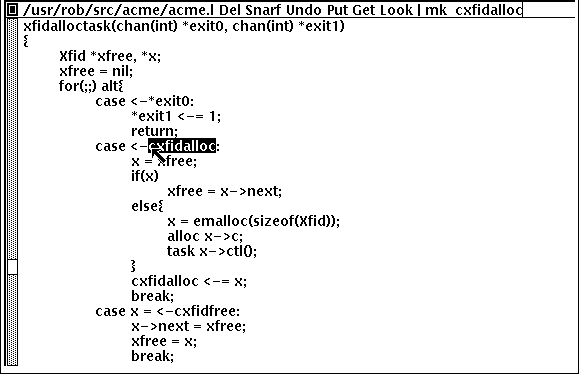 /usr/rob/src/acme/acme.l Del Snarf Undo Put Get Look | mk cxfidalloc
xfidalloctask(chan(int) *exit0, chan(int) *exit1)
{
Xfid *xfree, *x;
xfree = nil;
for(;;) alt{
case <-*exit0:
*exit1 <-= 1;
return;
case <-cxfidalloc:
x = xfree;
if(x)
xfree = x->next;
else{
x = emalloc(sizeof(Xfid));
alloc x->c;
task x->ctl();
}
cxfidalloc <-= x;
break;
case x = <-cxfidfree:
x->next = xfree;
xfree = x;
break;